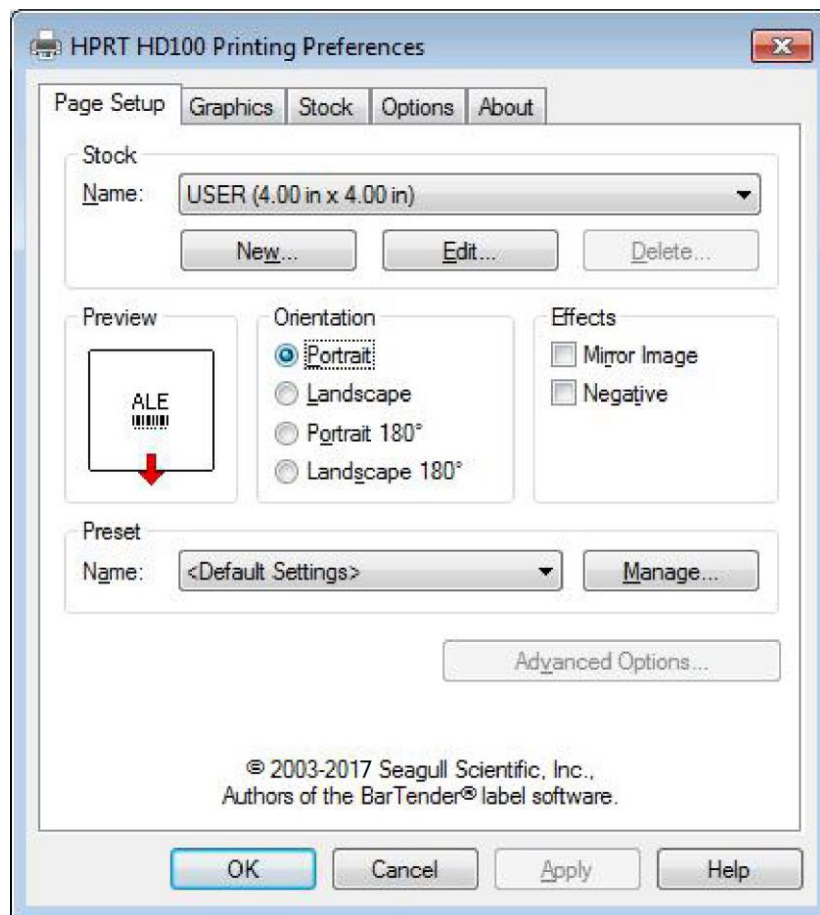 HPRT HD100 Printing Preferences
Page Setup Graphics Stock Options About
Stock
Name: USER (4.00 in x 4.00 in)
New... Edit... Delete...
Preview Orientation Effects
Portrait Mirror Image
ALE Landscape Negative
Portrait 180°
Landscape 180°
Preset
Name: <Default Settings> Manage...
Advanced Options...
© 2003-2017 Seagull Scientific, Inc.,
Authors of the BarTender® label software.
OK Cancel Apply Help